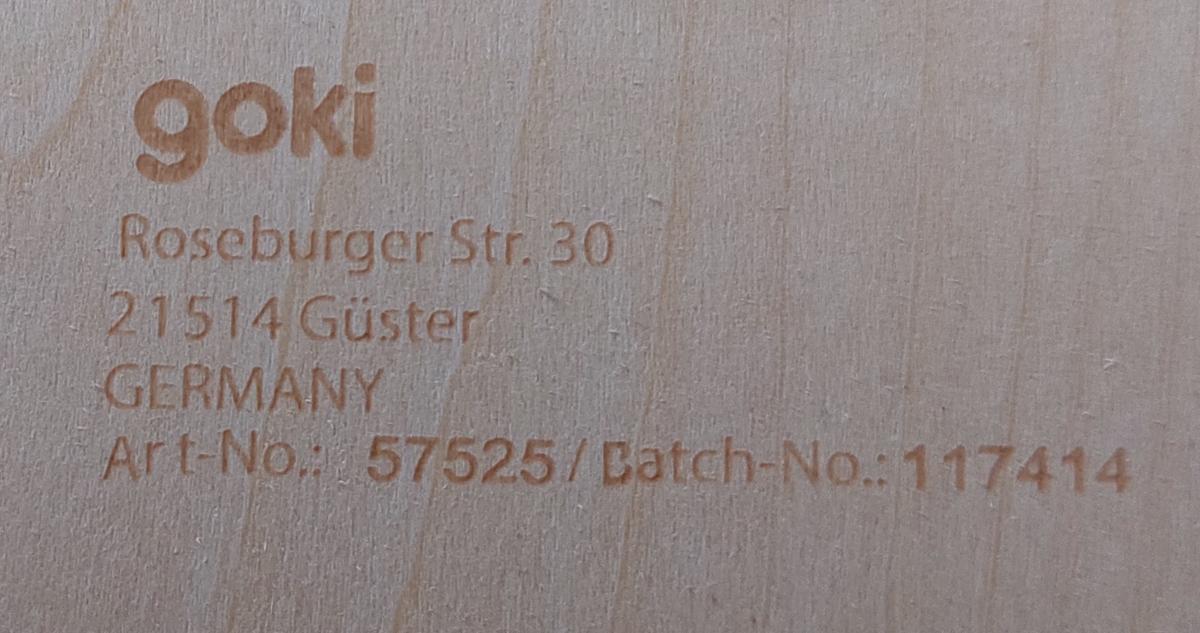 goki
Roseburger Str. 30
21514 Güster
GERMANY
Art-No.: 57525 / Batch-No.: 117414